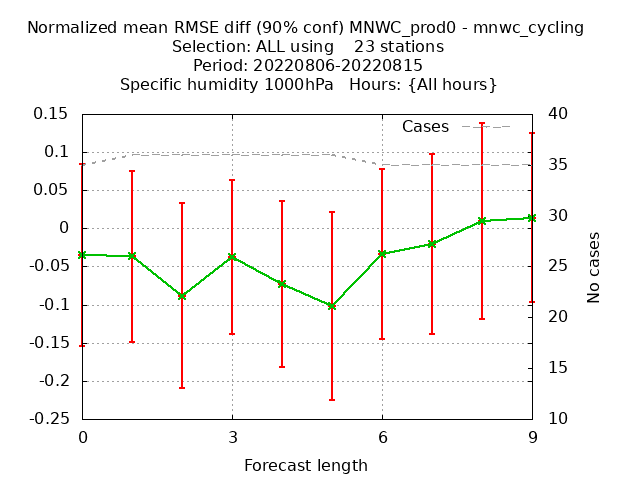 Normalized mean RMSE diff (90% conf) MNWC_prod0 - mnwc_cycling
Selection: ALL using    23 stations
Period: 20220806-20220815
Specific humidity 1000hPa   Hours: {All hours}
Cases
0.15
0.1
0.05
0
-0.05
-0.1
-0.15
-0.2
-0.25
40
35
30
25
20
15
10
No cases
0 3 6 9
Forecast length